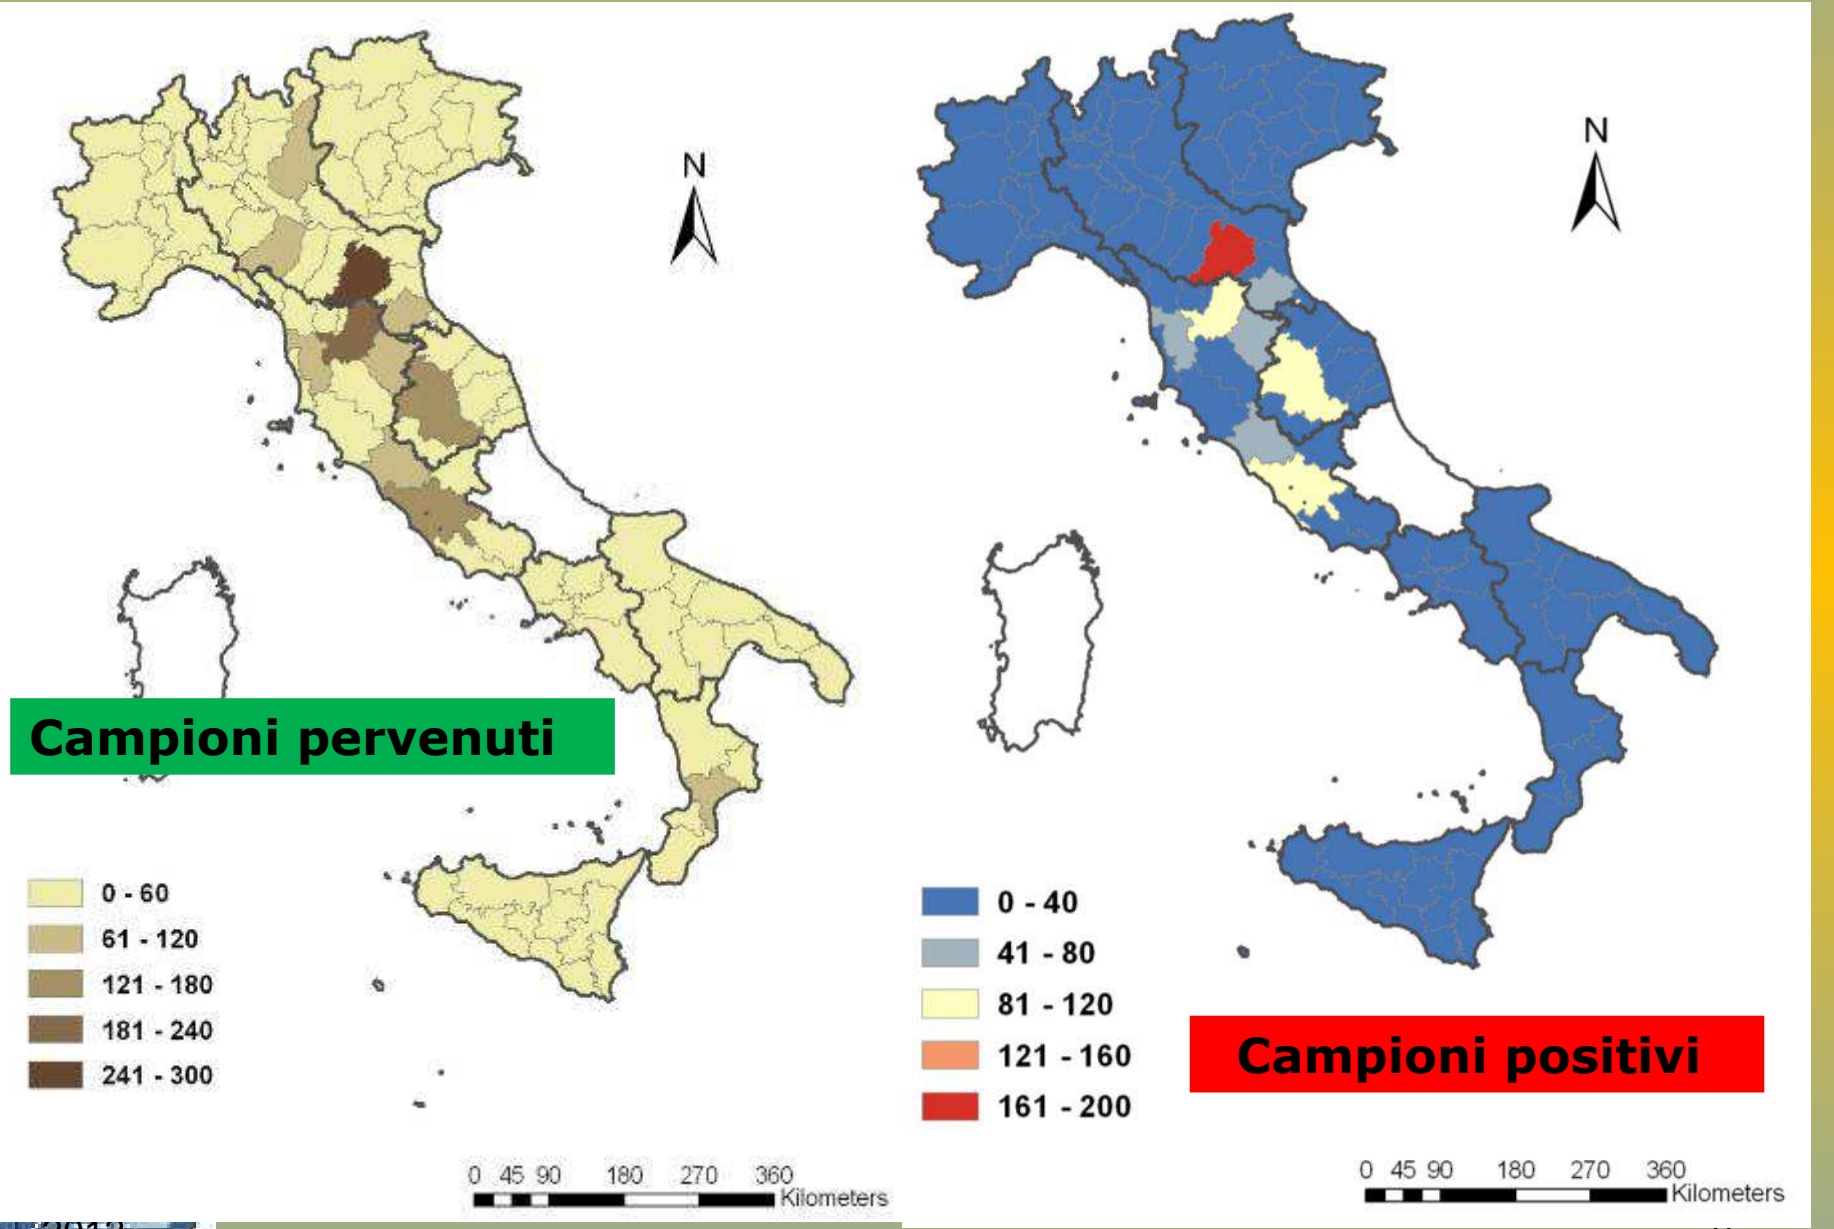 N
N
Campioni pervenuti
0 - 60
61 - 120
121 - 180
181 - 240
241 - 300
0 - 40
41 - 80
81 - 120
121 - 160
161 - 200
Campioni positivi
0 45 90 180 270 360
Kilometers
0 45 90 180 270 360
Kilometers